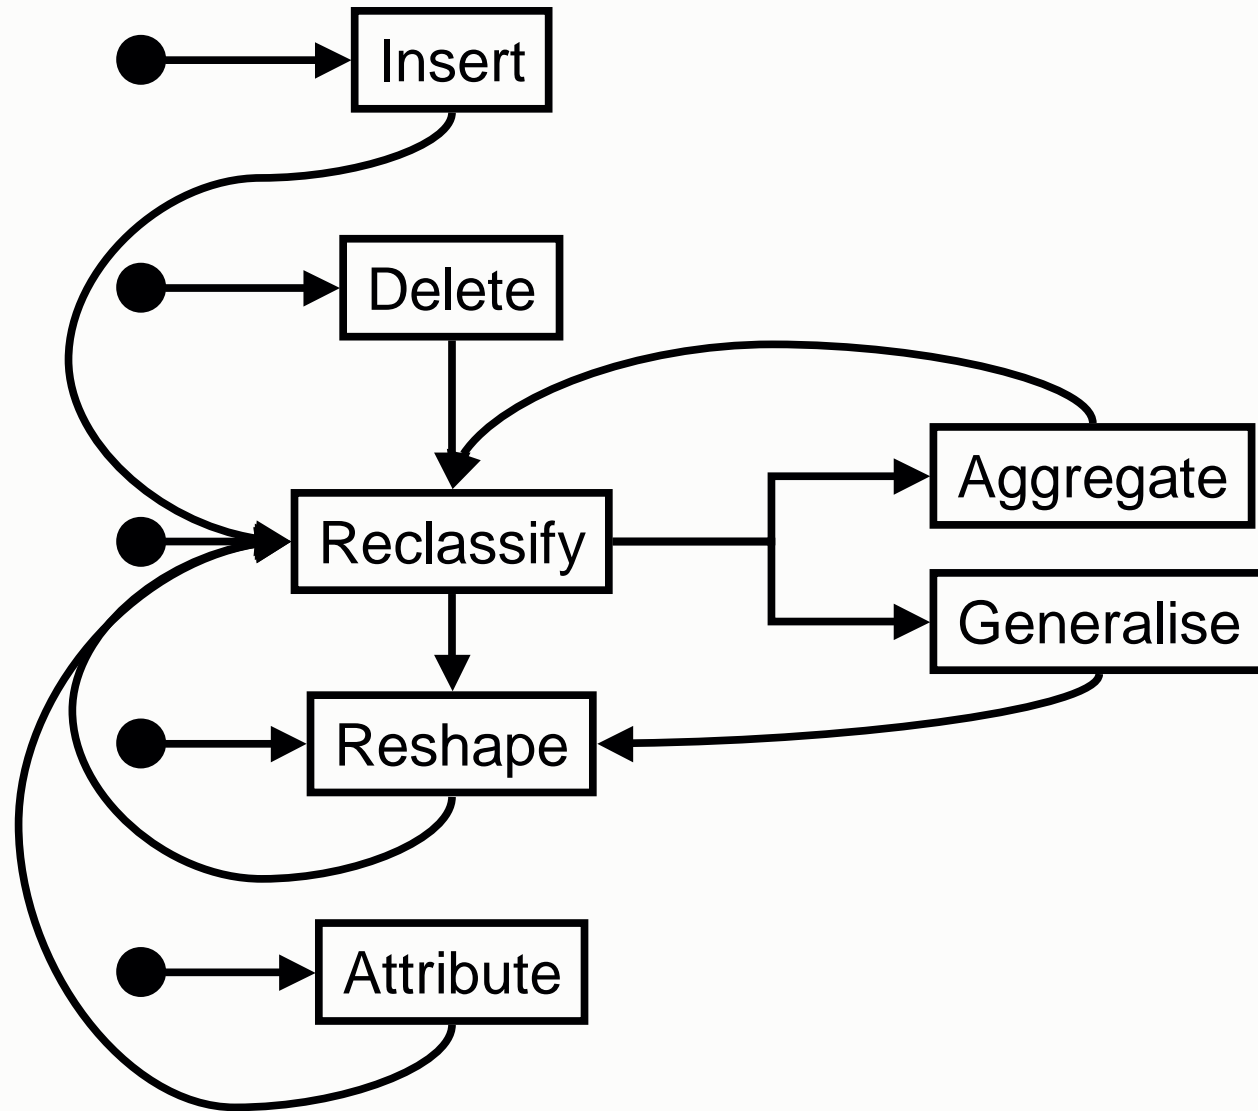 Insert
Delete
Aggregate
Reclassify
Generalise
Reshape
Attribute